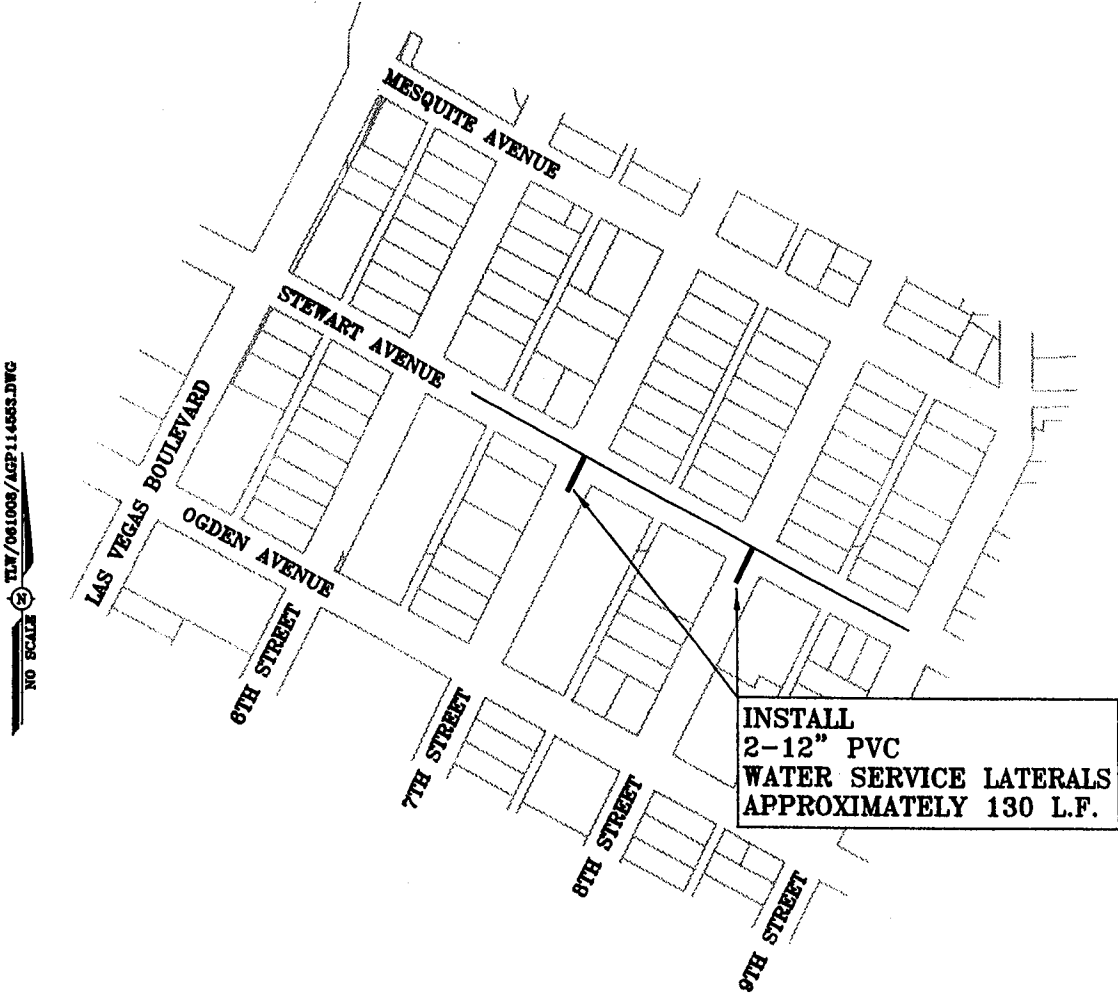 MESQUITE AVENUE
STEWART AVENUE
LAS VEGAS BOULEVARD
OGDEN AVENUE
6TH STREET
7TH STREET
8TH STREET
9TH STREET
INSTALL
2-12" PVC
WATER SERVICE LATERALS
APPROXIMATELY 130 L.F.
TLW/061008/AGP114553.DWG
N
NO SCALE